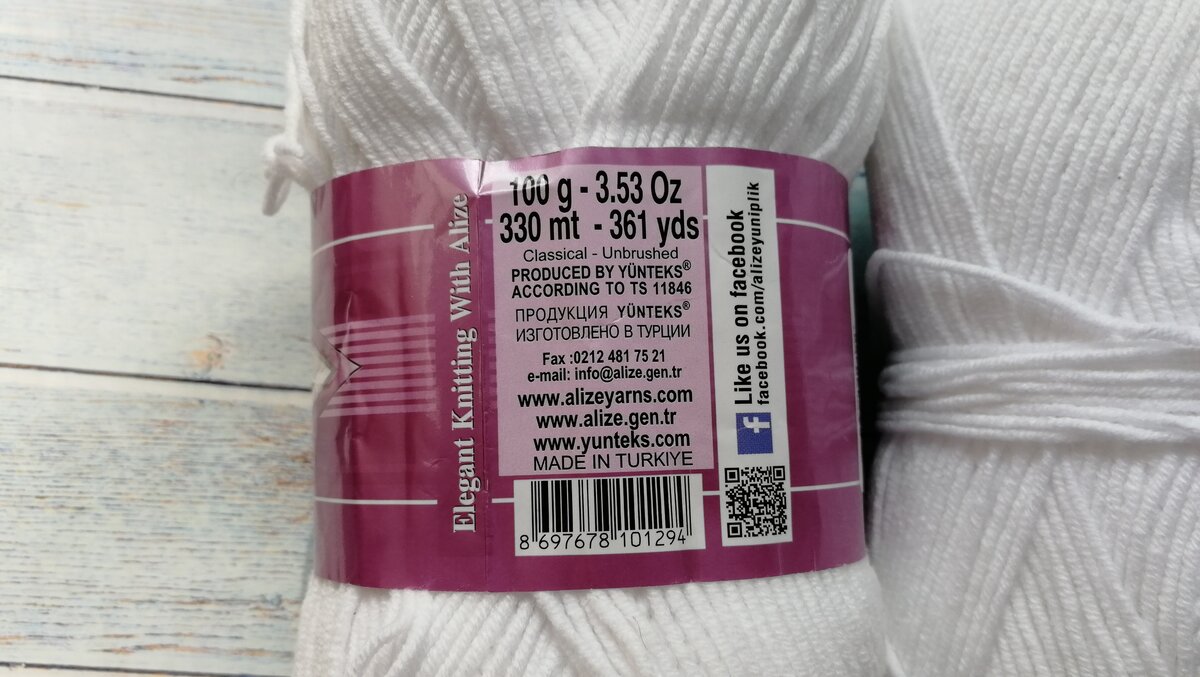 Elegant Knitting With Alize
100 g - 3.53 Oz
330 mt - 361 yds
Classical - Unbrushed
PRODUCED BY YÜNTEKS®
ACCORDING TO TS 11846
ПРОДУКЦИЯ YÜNTEKS®
ИЗГОТОВЛЕНО В ТУРЦИИ
Fax :0212 481 75 21
e-mail: info@alize.gen.tr
www.alizeyarns.com
www.alize.gen.tr
www.yunteks.com
MADE IN TURKIYE
8 697678 101294
Like us on facebook
facebook.com/alizeyuniplik
f